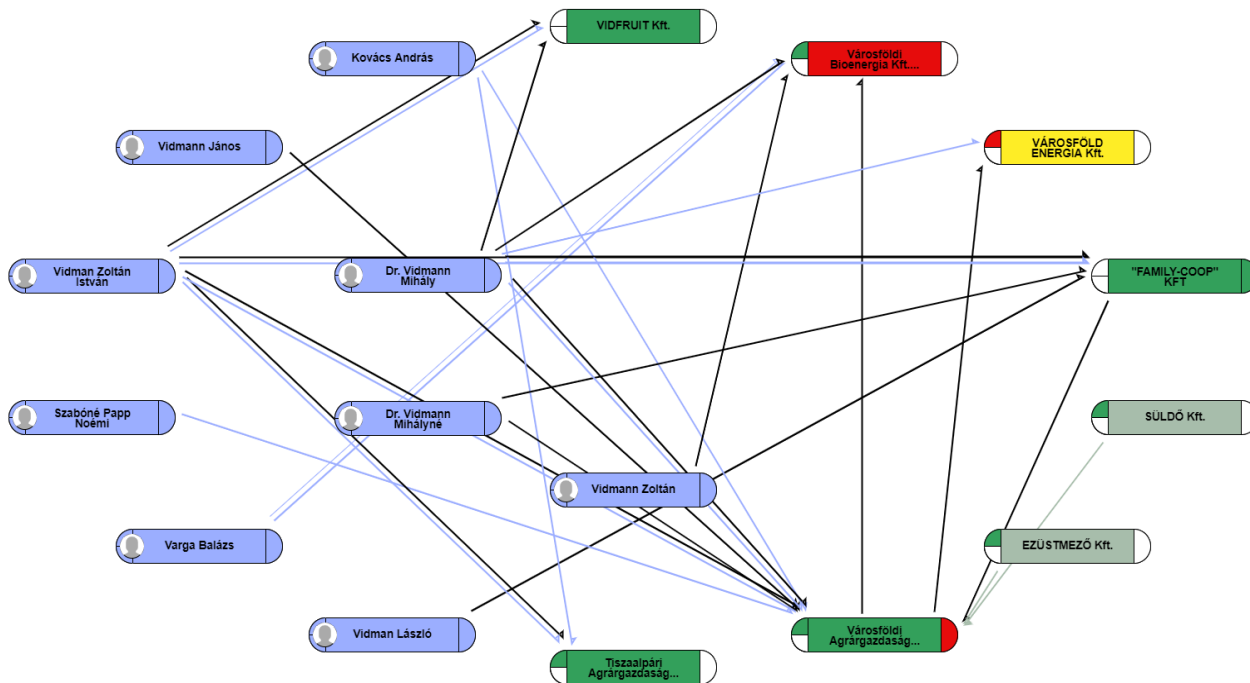 VIDFRUIT Kft.
Kovács András
Városföldi
Bioenergia Kft....
Vidmann János
VÁROSFÖLD
ENERGIA Kft.
Vidman Zoltán
István
Dr. Vidmann
Mihály
"FAMILY-COOP"
KFT
Szabóné Papp
Noémi
Dr. Vidmann
Mihályné
SÜLDŐ Kft.
Vidmann Zoltán
Varga Balázs
EZÜSTMEZŐ Kft.
Vidman László
Városföldi
Agrárgazdaság...
Tiszaalpári
Agrárgazdaság...